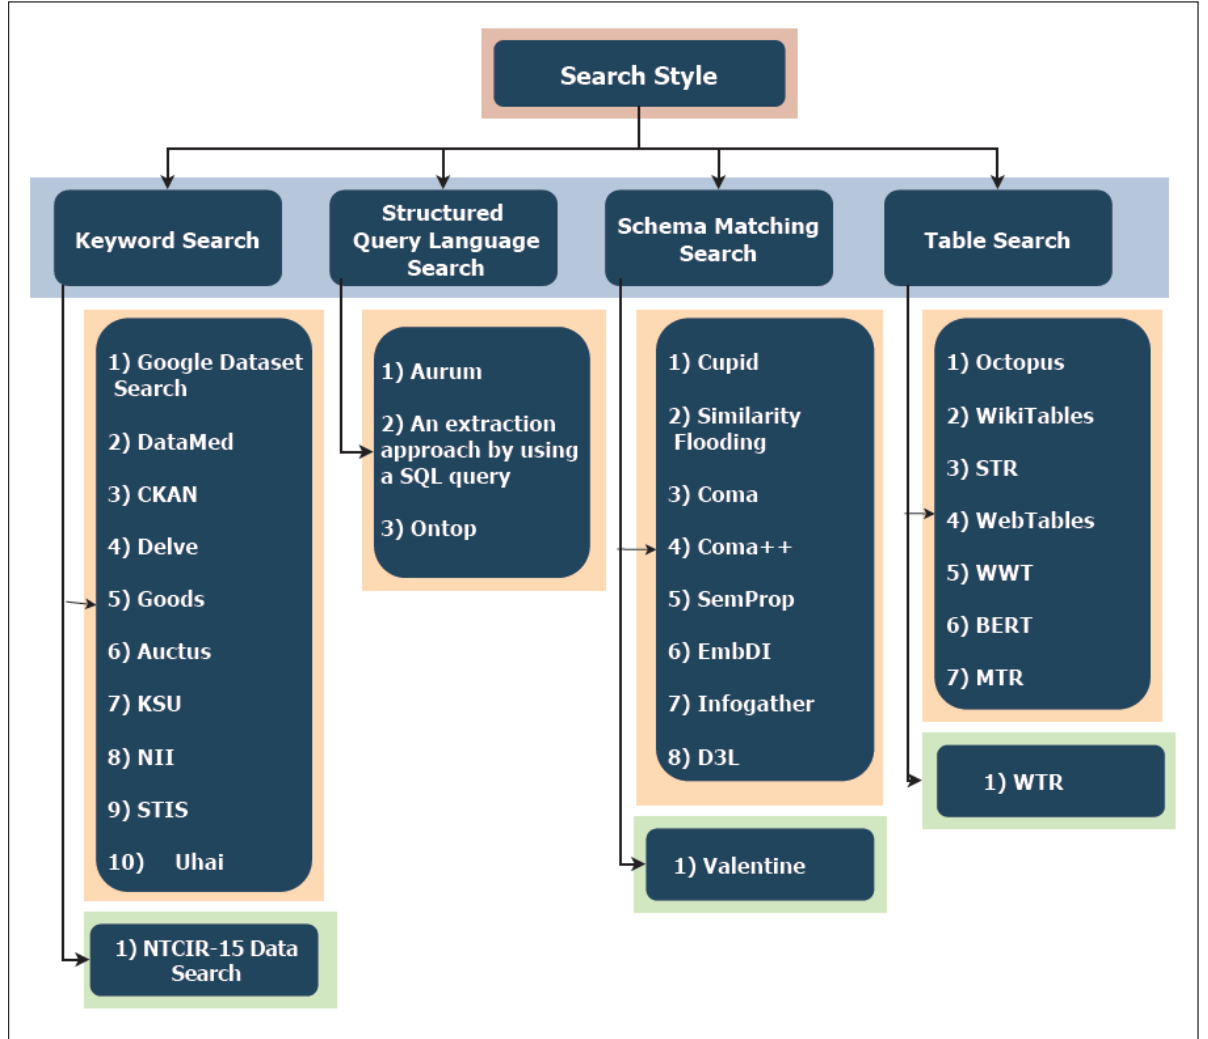 Search Style
Keyword Search
Structured
Query Language
Search
Schema Matching
Search
Table Search
1) Google Dataset
Search
2) DataMed
3) CKAN
4) Delve
5) Goods
6) Auctus
7) KSU
8) NII
9) STIS
10) Uhai
1) NTCIR-15 Data
Search
1) Aurum
2) An extraction
approach by using
a SQL query
3) Ontop
1) Cupid
2) Similarity
Flooding
3) Coma
4) Coma++
5) SemProp
6) EmbDI
7) Infogather
8) D3L
1) Valentine
1) Octopus
2) WikiTables
3) STR
4) WebTables
5) WWT
6) BERT
7) MTR
1) WTR